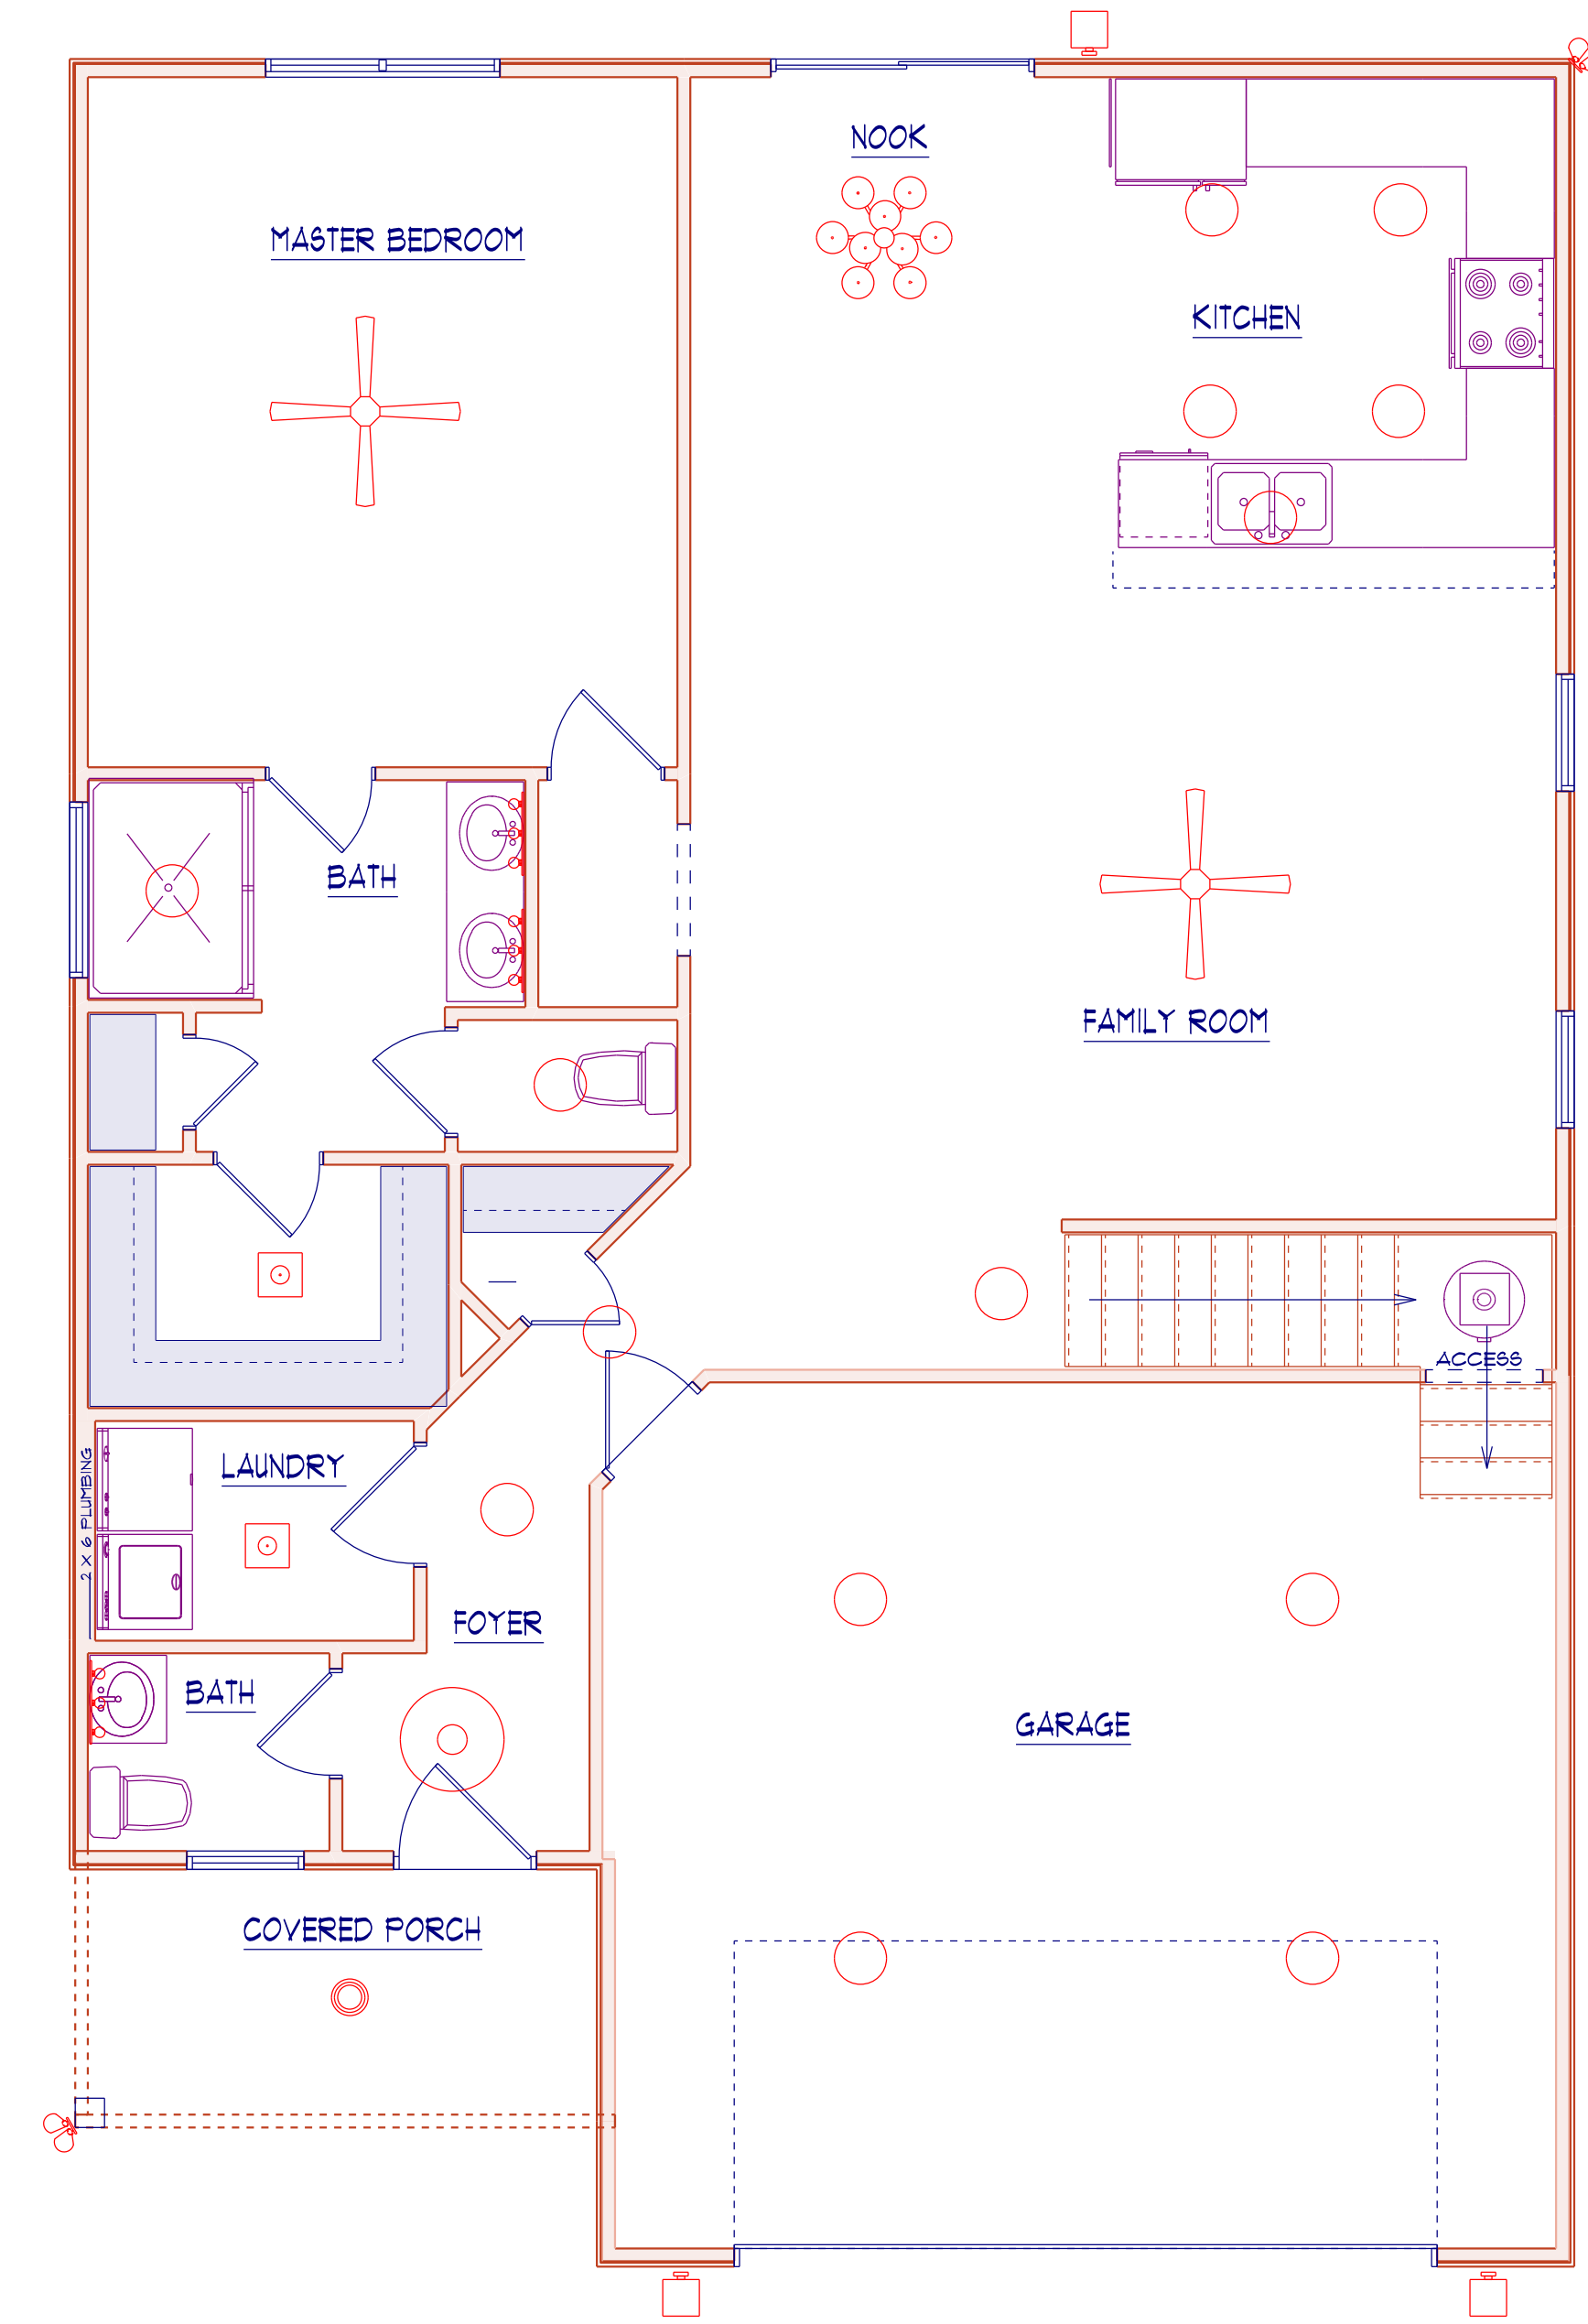 NOOK
MASTER BEDROOM
KITCHEN
BATH
FAMILY ROOM
ACCESS
LAUNDRY
2 X 6 PLUMBING
FOYER
BATH
GARAGE
COVERED PORCH